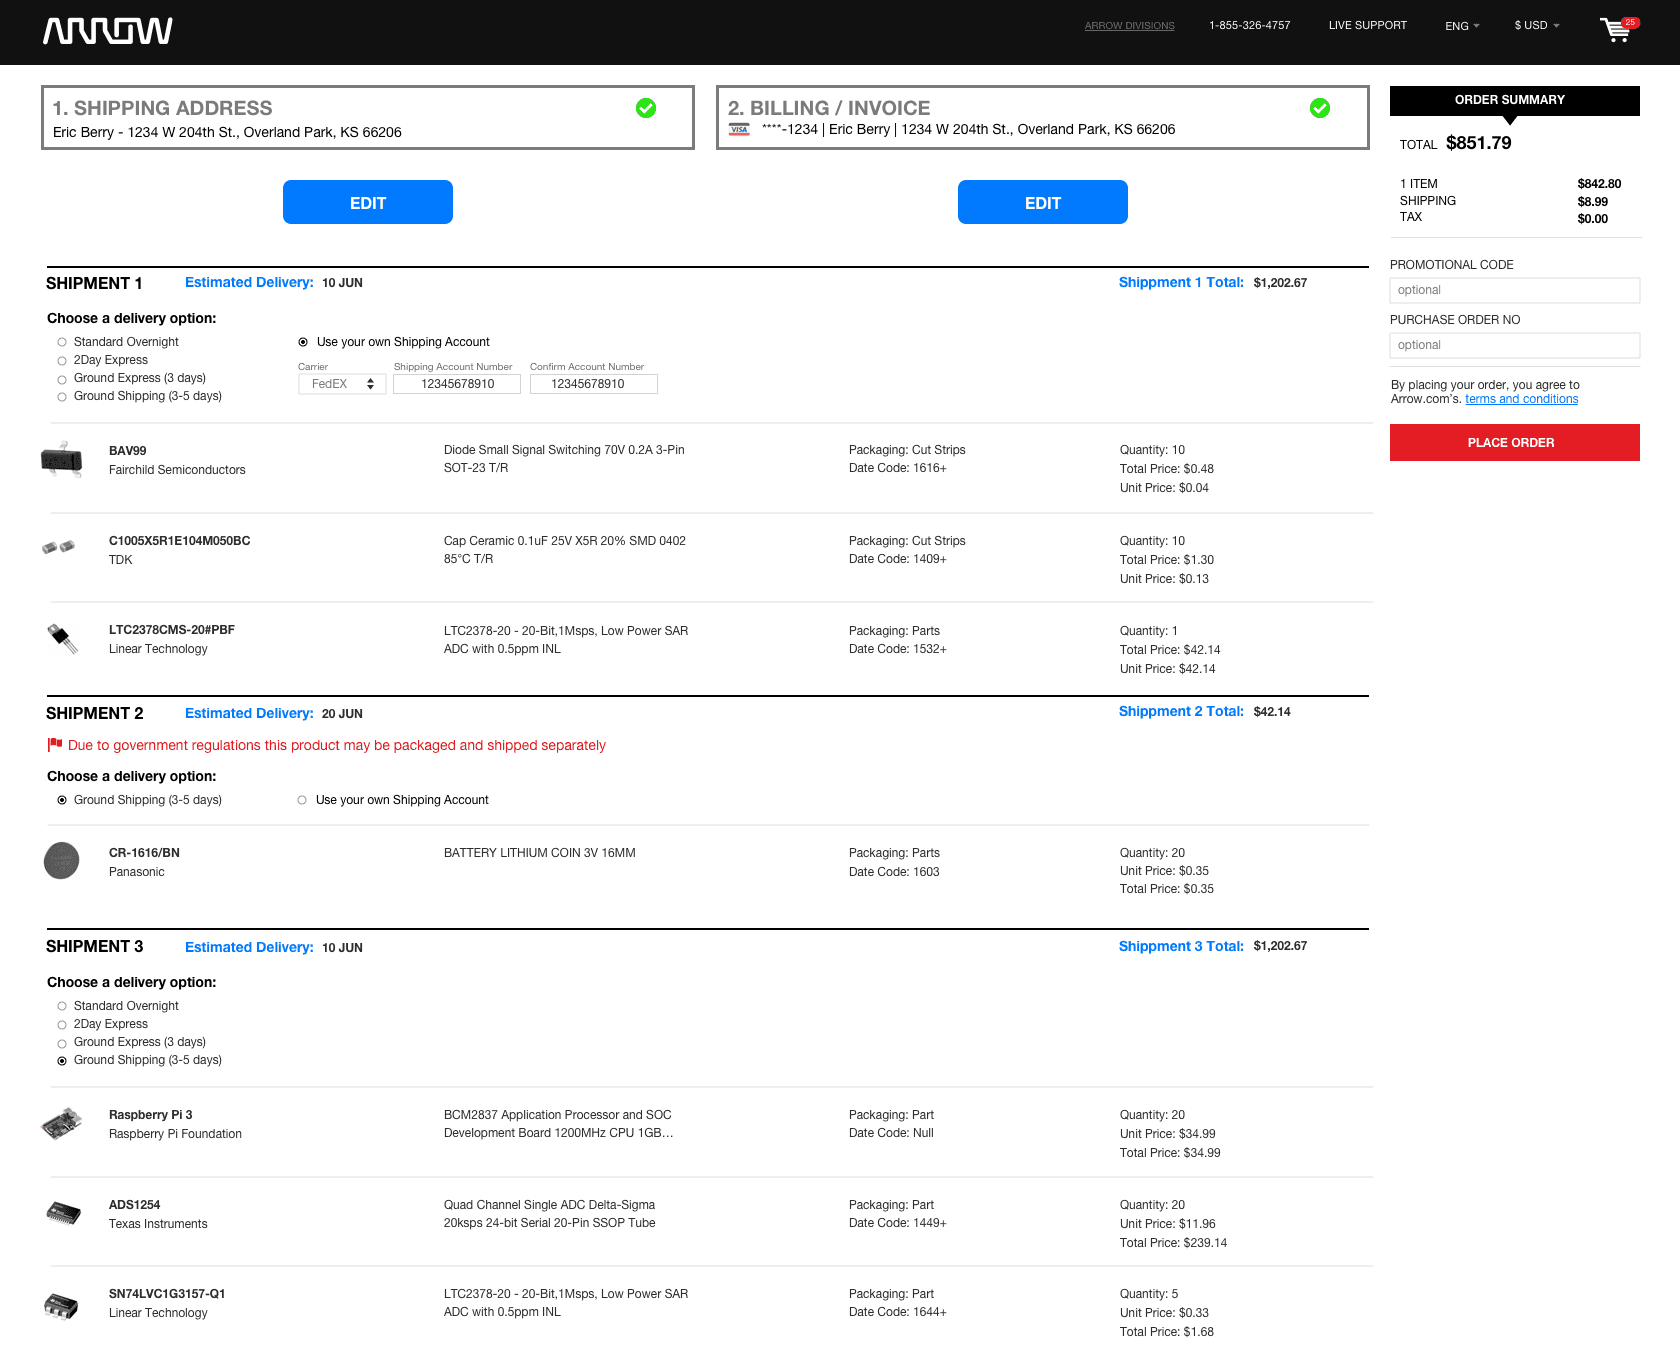 ARROW
ARROW DIVISIONS
1-855-326-4757
LIVE SUPPORT
ENG
$ USD
25
1. SHIPPING ADDRESS
Eric Berry - 1234 W 204th St., Overland Park, KS 66206
2. BILLING / INVOICE
VISA ****-1234 | Eric Berry | 1234 W 204th St., Overland Park, KS 66206
EDIT
EDIT
ORDER SUMMARY
TOTAL $851.79
1 ITEM $842.80
SHIPPING $8.99
TAX $0.00
PROMOTIONAL CODE
optional
PURCHASE ORDER NO
optional
By placing your order, you agree to
Arrow.com's. terms and conditions
PLACE ORDER
SHIPMENT 1 Estimated Delivery: 10 JUN Shippment 1 Total: $1,202.67
Choose a delivery option:
Standard Overnight
2Day Express
Ground Express (3 days)
Ground Shipping (3-5 days)
Use your own Shipping Account
Carrier Shipping Account Number Confirm Account Number
FedEX 12345678910 12345678910
BAV99
Fairchild Semiconductors
Diode Small Signal Switching 70V 0.2A 3-Pin
SOT-23 T/R
Packaging: Cut Strips
Date Code: 1616+
Quantity: 10
Total Price: $0.48
Unit Price: $0.04
C1005X5R1E104M050BC
TDK
Cap Ceramic 0.1uF 25V X5R 20% SMD 0402
85°C T/R
Packaging: Cut Strips
Date Code: 1409+
Quantity: 10
Total Price: $1.30
Unit Price: $0.13
LTC2378CMS-20#PBF
Linear Technology
LTC2378-20 - 20-Bit,1Msps, Low Power SAR
ADC with 0.5ppm INL
Packaging: Parts
Date Code: 1532+
Quantity: 1
Total Price: $42.14
Unit Price: $42.14
SHIPMENT 2 Estimated Delivery: 20 JUN Shippment 2 Total: $42.14
Due to government regulations this product may be packaged and shipped separately
Choose a delivery option:
Ground Shipping (3-5 days) Use your own Shipping Account
CR-1616/BN
Panasonic
BATTERY LITHIUM COIN 3V 16MM
Packaging: Parts
Date Code: 1603
Quantity: 20
Unit Price: $0.35
Total Price: $0.35
SHIPMENT 3 Estimated Delivery: 10 JUN Shippment 3 Total: $1,202.67
Choose a delivery option:
Standard Overnight
2Day Express
Ground Express (3 days)
Ground Shipping (3-5 days)
Raspberry Pi 3
Raspberry Pi Foundation
BCM2837 Application Processor and SOC
Development Board 1200MHz CPU 1GB…
Packaging: Part
Date Code: Null
Quantity: 20
Unit Price: $34.99
Total Price: $34.99
ADS1254
Texas Instruments
Quad Channel Single ADC Delta-Sigma
20ksps 24-bit Serial 20-Pin SSOP Tube
Packaging: Part
Date Code: 1449+
Quantity: 20
Unit Price: $11.96
Total Price: $239.14
SN74LVC1G3157-Q1
Linear Technology
LTC2378-20 - 20-Bit,1Msps, Low Power SAR
ADC with 0.5ppm INL
Packaging: Part
Date Code: 1644+
Quantity: 5
Unit Price: $0.33
Total Price: $1.68